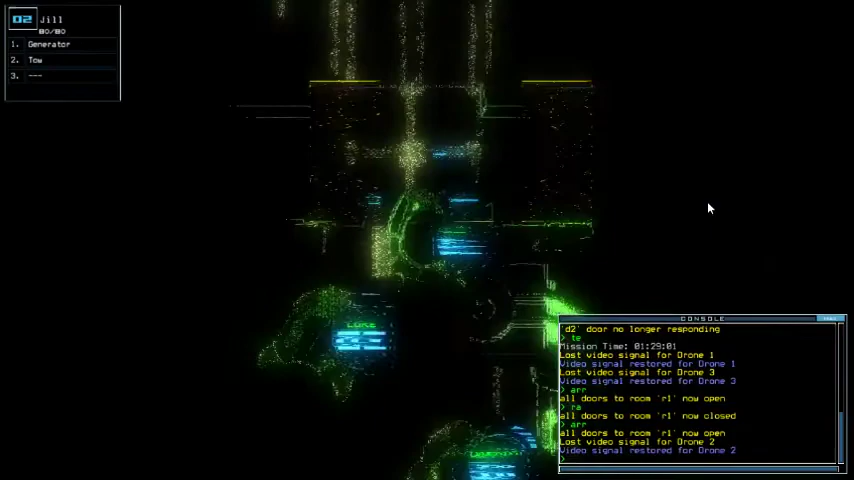 D2 Jill
80/80
1. Generator
2. Tow
3. ---
LUKE
CONSOLE
'd2' door no longer responding
> te
Mission Time: 01:29:01
Lost video signal for Drone 1
Video signal restored for Drone 1
Lost video signal for Drone 3
Video signal restored for Drone 3
> arr
all doors to room 'r1' now open
> ra
all doors to room 'r1' now closed
> arr
all doors to room 'r1' now open
Lost video signal for Drone 2
Video signal restored for Drone 2
>